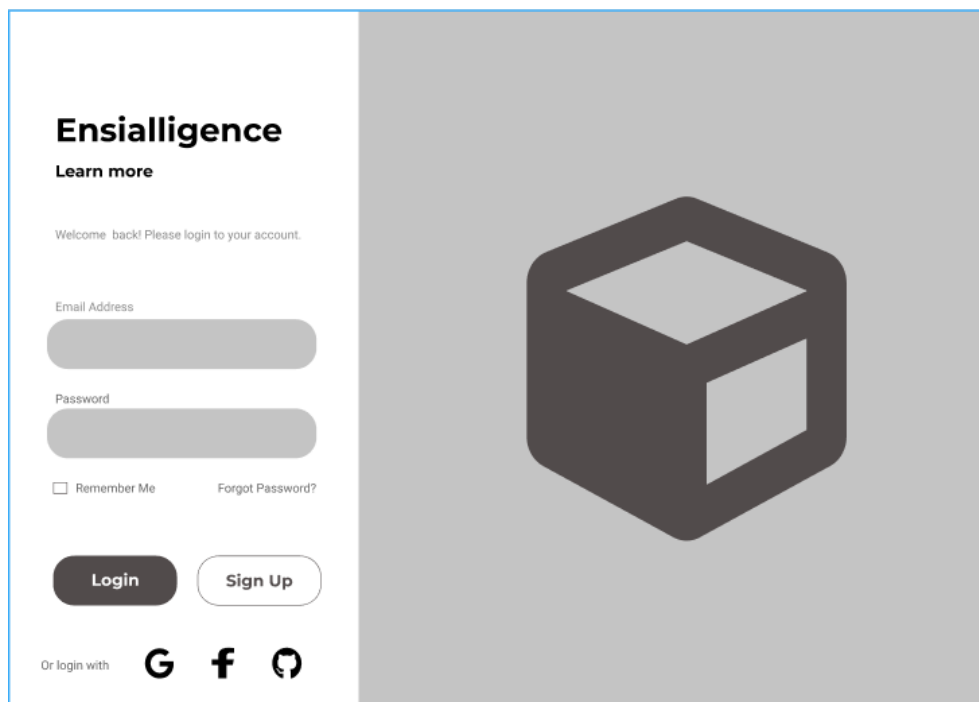 Ensialligence
Learn more
Welcome back! Please login to your account.
Email Address
Password
Remember Me Forgot Password?
Login Sign Up
Or login with